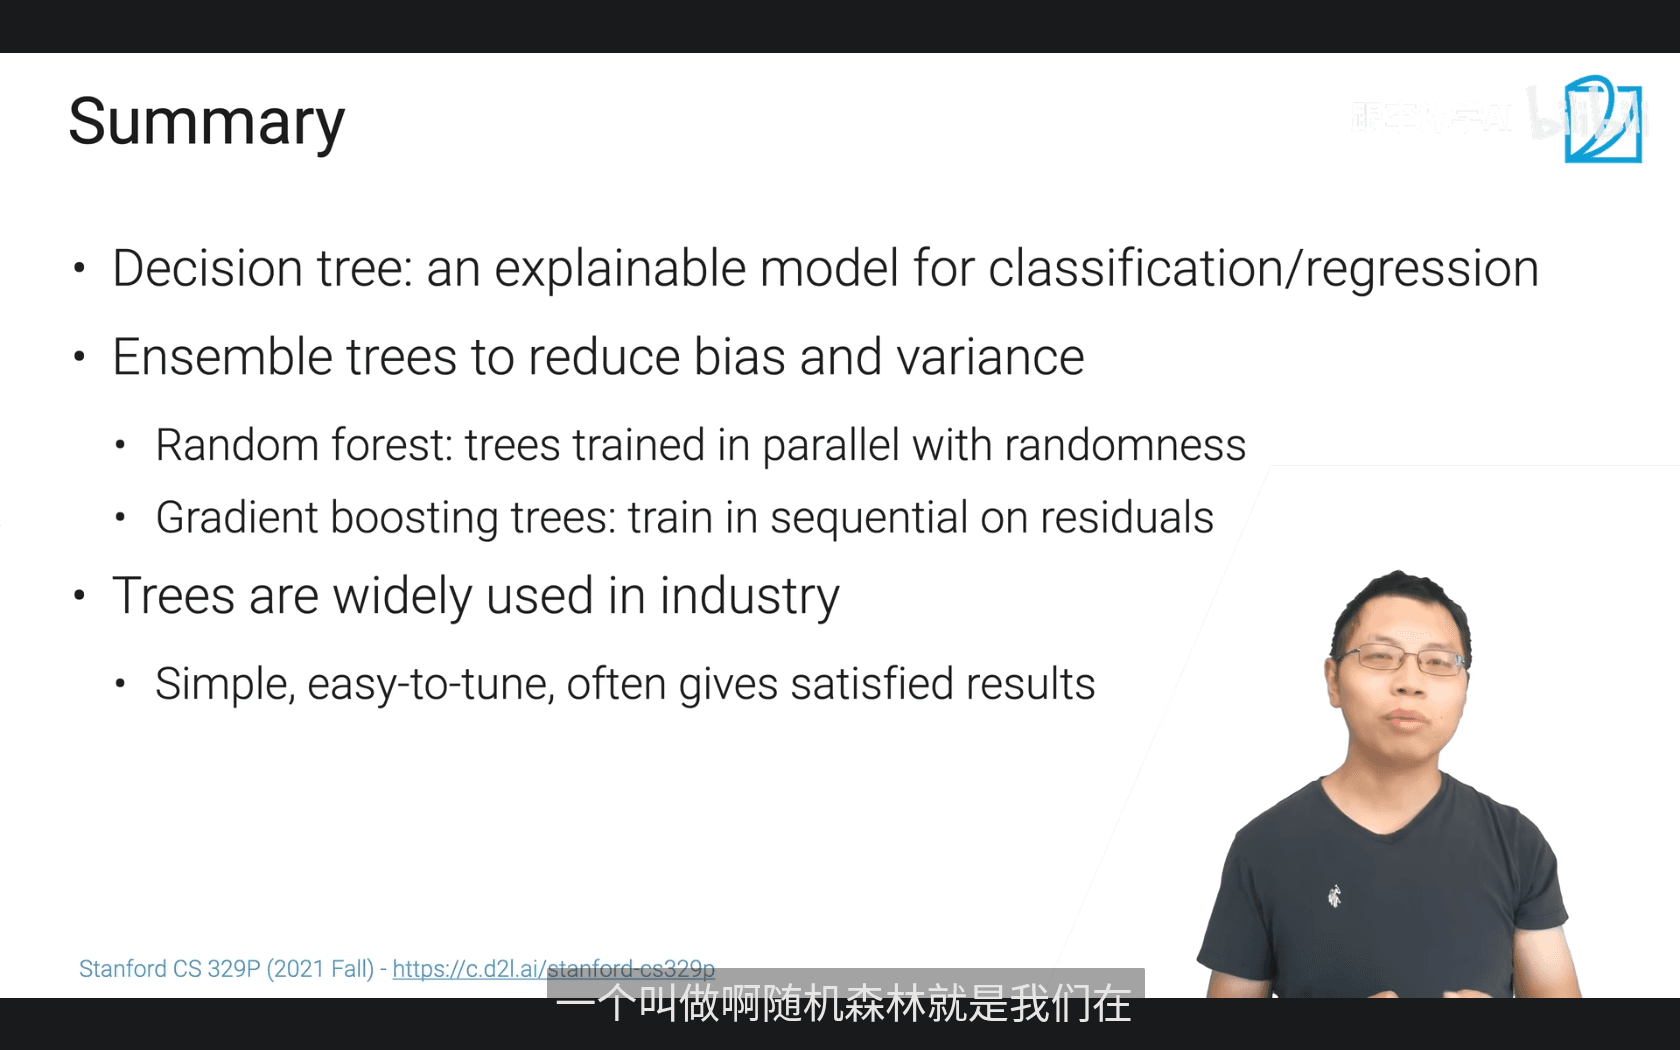 Summary
• Decision tree: an explainable model for classification/regression
• Ensemble trees to reduce bias and variance
• Random forest: trees trained in parallel with randomness
• Gradient boosting trees: train in sequential on residuals
• Trees are widely used in industry
• Simple, easy-to-tune, often gives satisfied results
Stanford CS 329P (2021 Fall) - https://c.d2l.ai/stanford-cs329p
一个叫做啊随机森林就是我们在